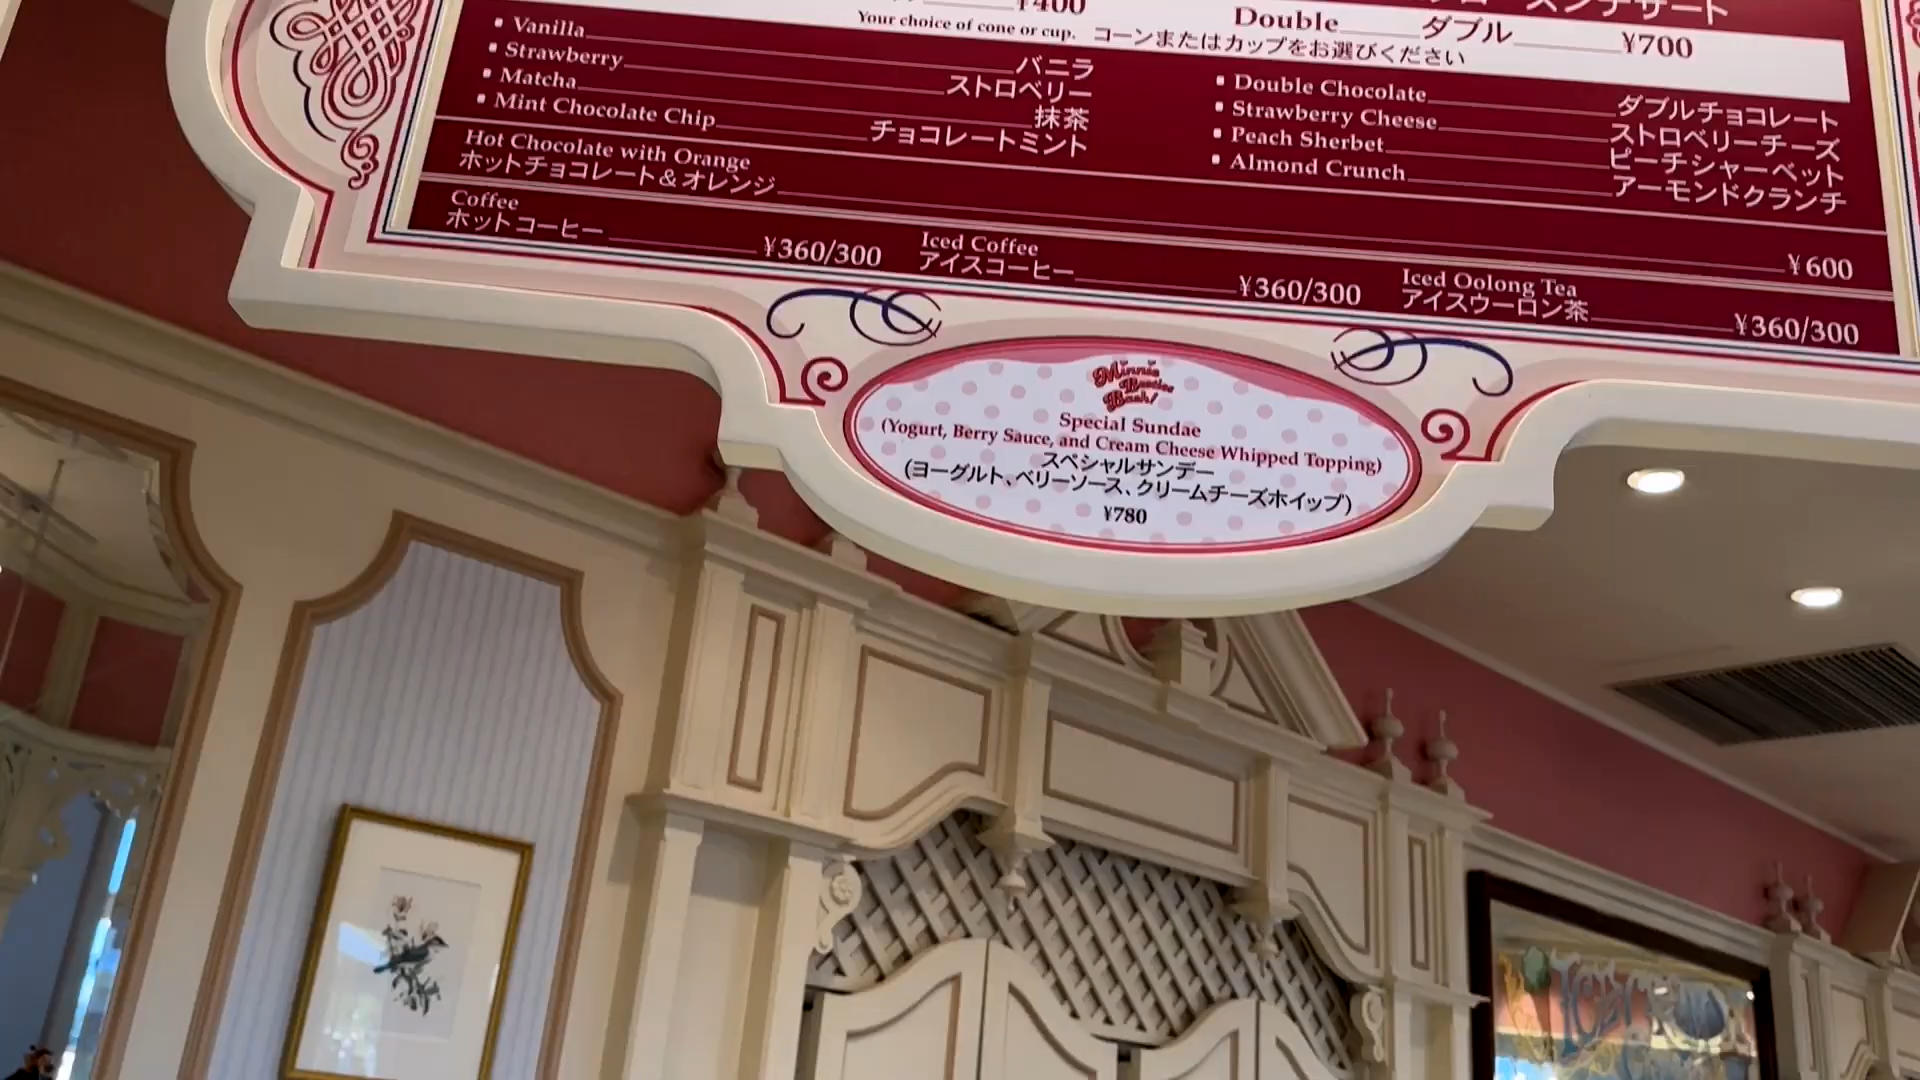 ¥400
Double ダブル ¥700
Your choice of cone or cup. コーンまたはカップをお選びください
Vanilla バニラ
Strawberry ストロベリー
Matcha 抹茶
Mint Chocolate Chip チョコレートミント
Double Chocolate ダブルチョコレート
Strawberry Cheese ストロベリーチーズ
Peach Sherbet ピーチシャーベット
Almond Crunch アーモンドクランチ
Hot Chocolate with Orange
ホットチョコレート&オレンジ ¥600
Coffee
ホットコーヒー ¥360/300
Iced Coffee
アイスコーヒー ¥360/300
Iced Oolong Tea
アイスウーロン茶 ¥360/300
Minnie
Besties
Bash!
Special Sundae
(Yogurt, Berry Sauce, and Cream Cheese Whipped Topping)
スペシャルサンデー
(ヨーグルト、ベリーソース、クリームチーズホイップ)
¥780